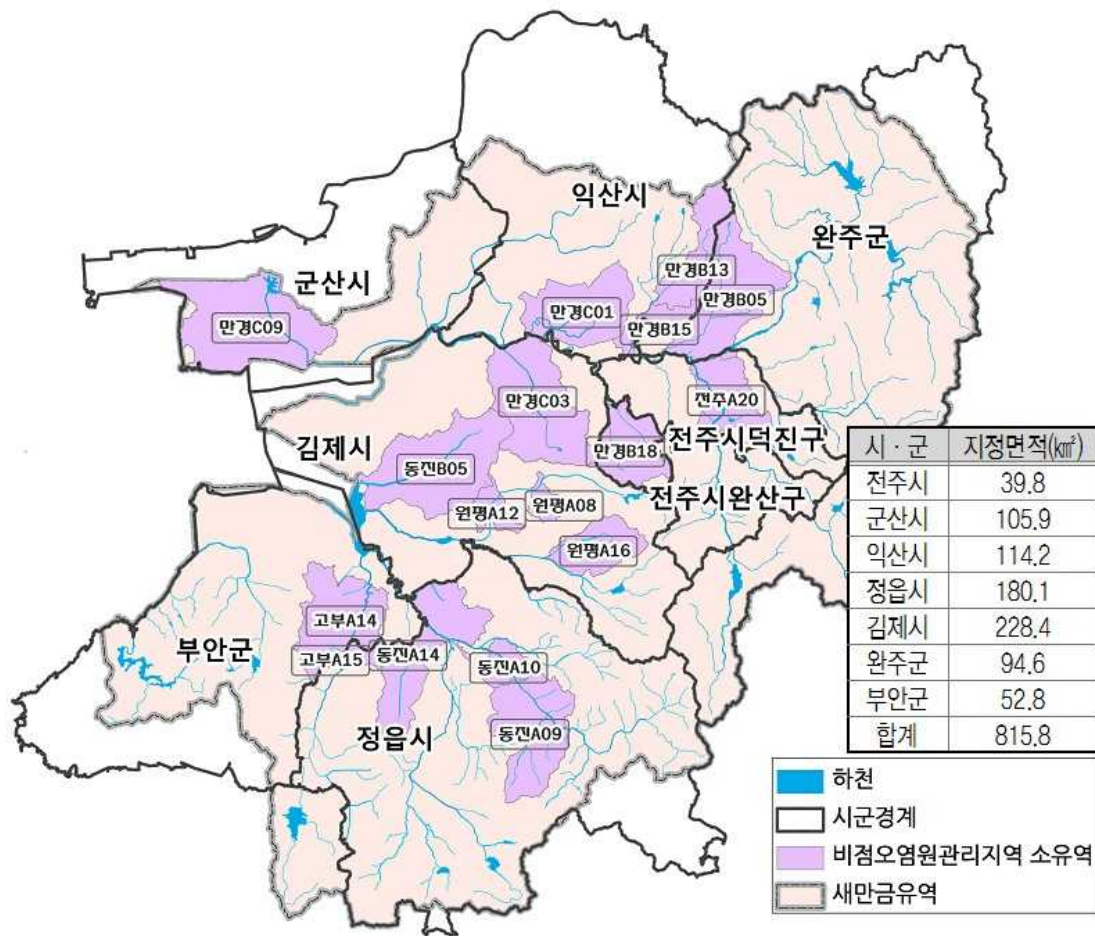 익산시
완주군
만경B13
군산시
만경C01
만경B05
만경C09
만경B15
만경C03
전주A20
김제시
전주시덕진구
동진B05
만경B18
원평A12
원평A08
전주시완산구
원평A16
고부A14
부안군
고부A15
동진A14
동진A10
정읍시
동진A09
시·군 지정면적(㎢)
전주시 39.8
군산시 105.9
익산시 114.2
정읍시 180.1
김제시 228.4
완주군 94.6
부안군 52.8
합계 815.8
하천
시군경계
비점오염원관리지역 소유역
새만금유역